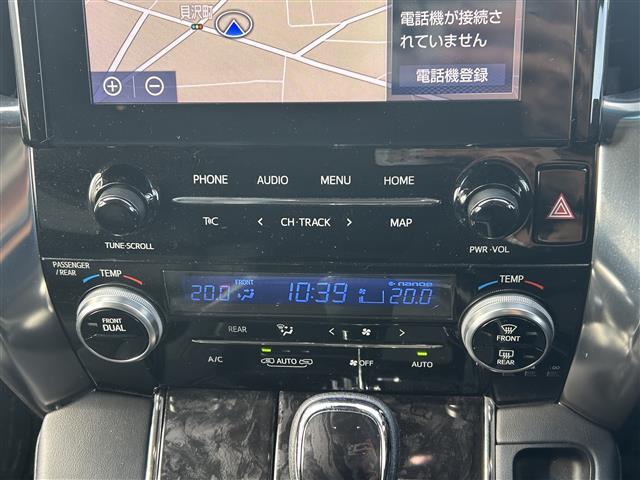 貝沢町
電話機が接続さ
れていません
電話機登録
PHONE AUDIO MENU HOME
T C < CH·TRACK > MAP
TUNE·SCROLL
PWR·VOL
PASSENGER
/REAR
TEMP
TEMP
FRONT
20.0 10:39 nanoe 20.0
FRONT
DUAL
REAR < >
FRONT
REAR
A/C AUTO OFF AUTO